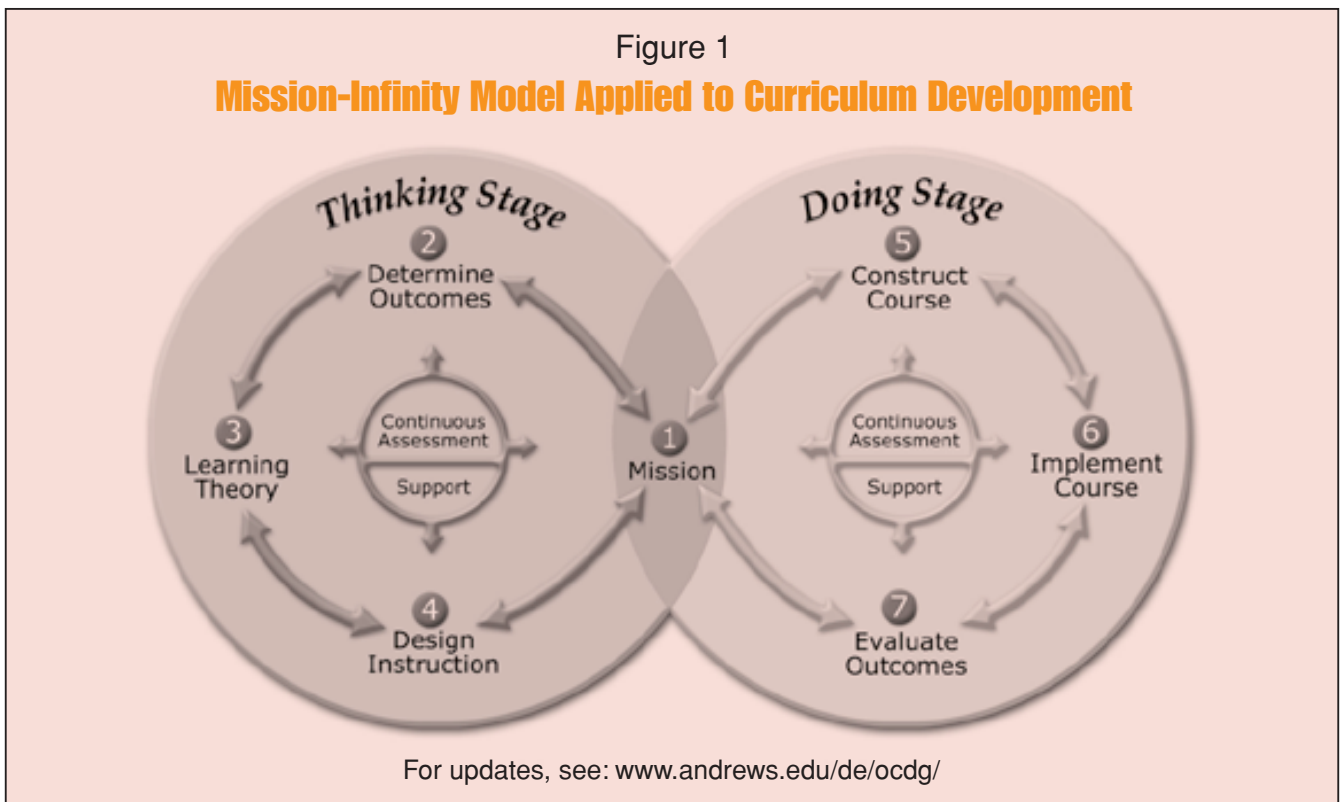 Figure 1
Mission-Infinity Model Applied to Curriculum Development
Thinking Stage
2
Determine
Outcomes
3
Learning
Theory
Continuous
Assessment
Support
4
Design
Instruction
1
Mission
Doing Stage
5
Construct
Course
Continuous
Assessment
Support
6
Implement
Course
7
Evaluate
Outcomes
For updates, see: www.andrews.edu/de/ocdg/